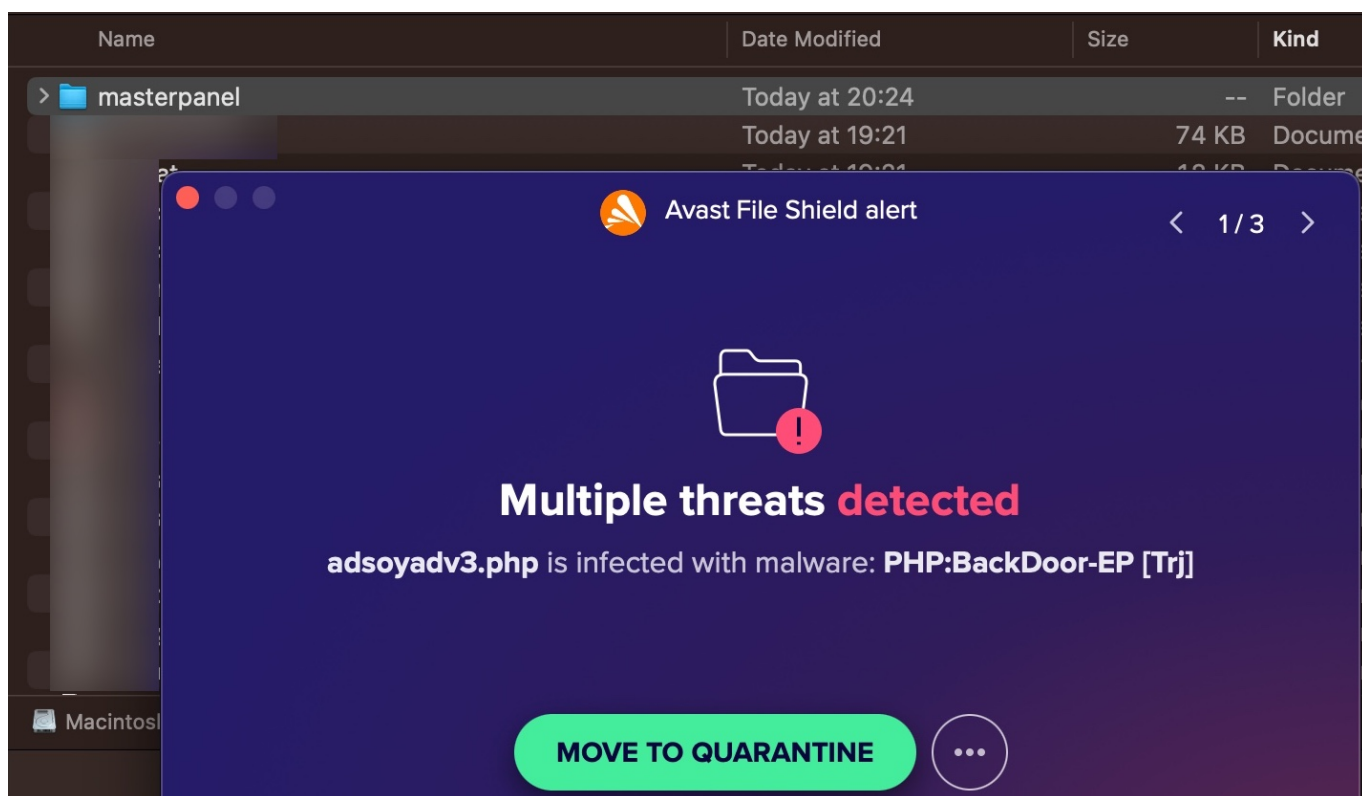 Name Date Modified Size Kind
masterpanel Today at 20:24 -- Folder
Today at 19:21 74 KB Docume
Avast File Shield alert 1/3
Multiple threats detected
adsoyadv3.php is infected with malware: PHP:BackDoor-EP [Trj]
Macintosl
MOVE TO QUARANTINE